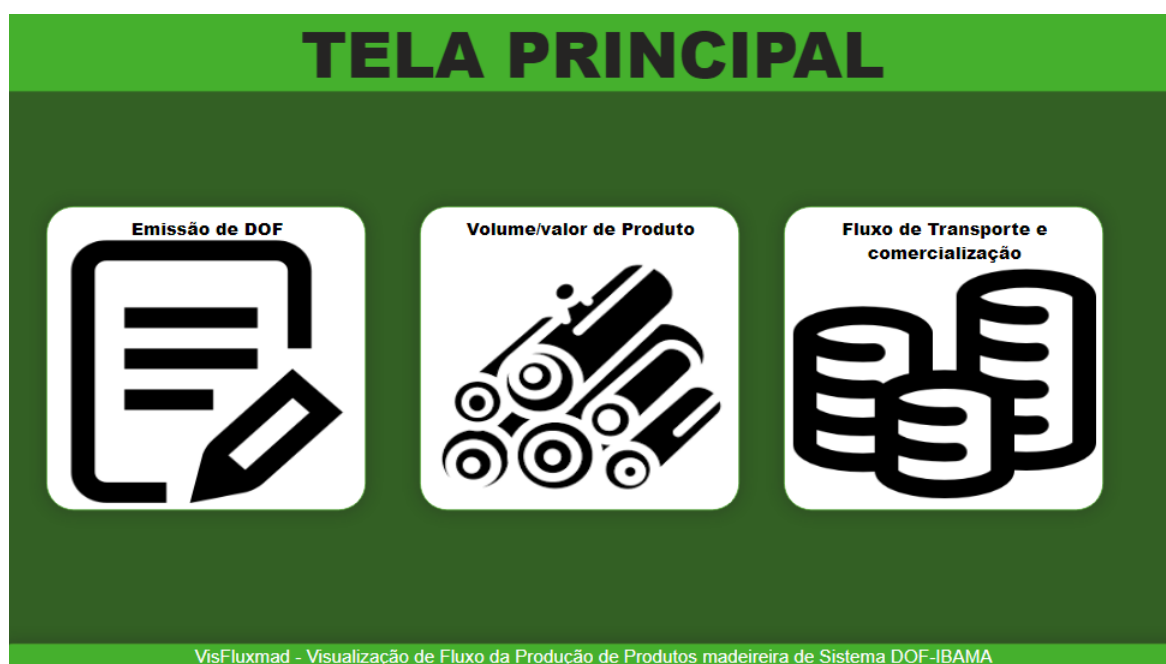 TELA PRINCIPAL
Emissão de DOF
Volume/valor de Produto
Fluxo de Transporte e
comercialização
VisFluxmad - Visualização de Fluxo da Produção de Produtos madeireira de Sistema DOF-IBAMA